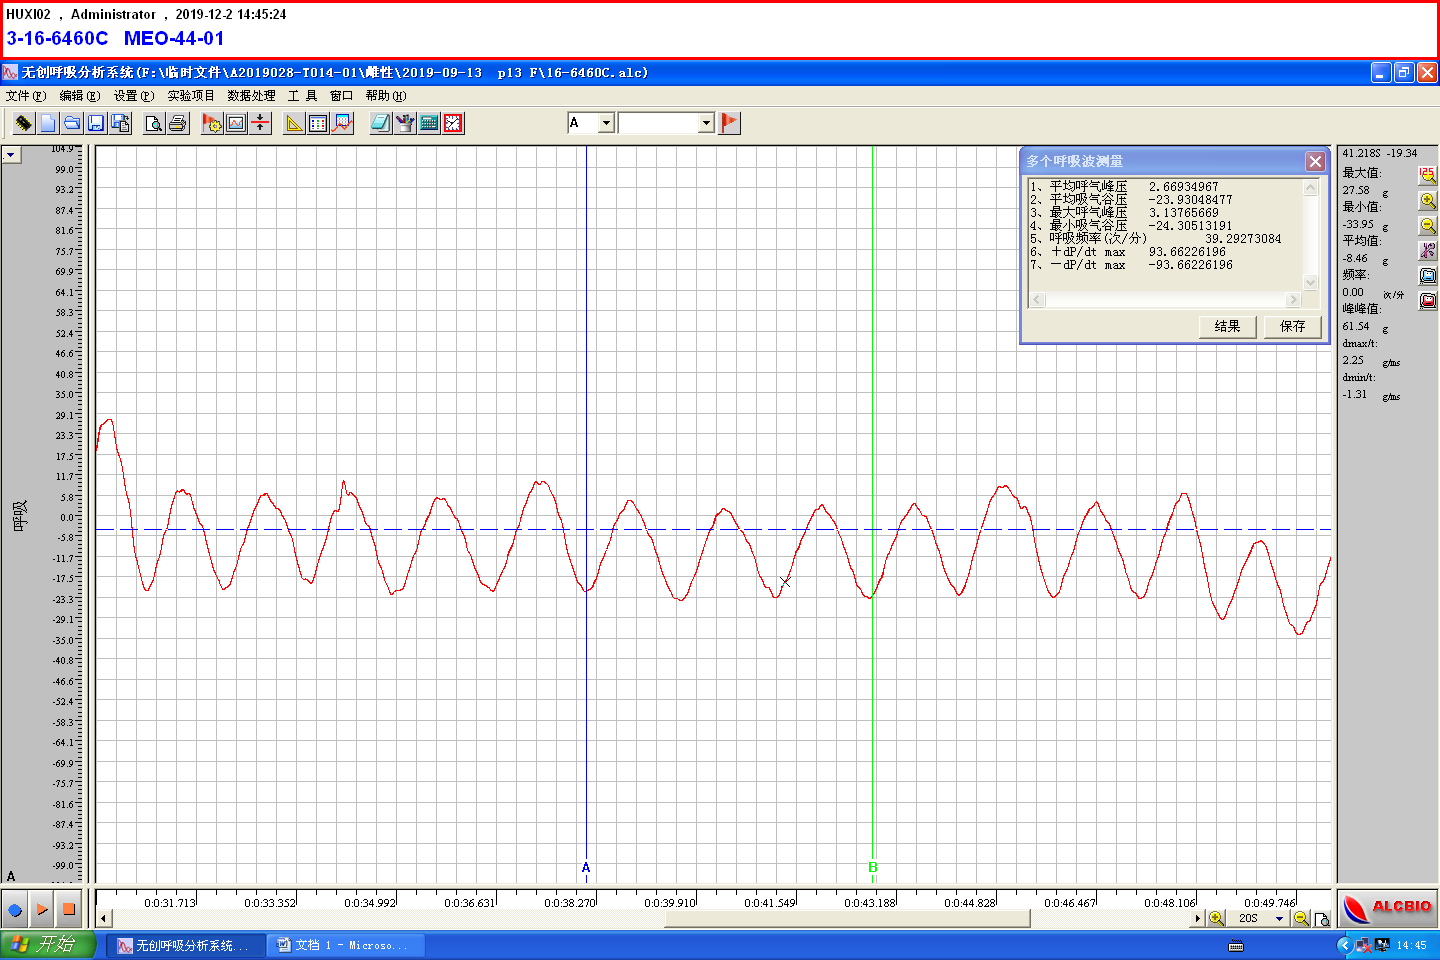 HUXI02 , Administrator , 2019-12-2 14:45:24
3-16-6460C MEO-44-01
无创呼吸分析系统(F:\临时文件\A2019028-T014-01\雌性\2019-09-13 p13 F\16-6460C.alc)
文件(F) 编辑(E) 设置(P) 实验项目 数据处理 工 具 窗口 帮助(H)
A
104.9
99.0
93.2
87.4
81.6
75.7
69.9
64.1
58.3
52.4
46.6
40.8
35.0
29.1
23.3
17.5
11.7
5.8
0.0
-5.8
-11.7
-17.5
-23.3
-29.1
-35.0
-40.8
-46.6
-52.4
-58.3
-64.1
-69.9
-75.7
-81.6
-87.4
-93.2
-99.0
呼吸
A
多个呼吸波测量
1、平均呼气峰压 2.66934967
2、平均吸气谷压 -23.93048477
3、最大呼气峰压 3.13765669
4、最小吸气谷压 -24.30513191
5、呼吸频率(次/分) 39.29273084
6、＋dP/dt max 93.66226196
7、－dP/dt max -93.66226196
结果 保存
41.218S -19.34
最大值:
27.58 g
最小值:
-33.95 g
平均值:
-8.46 g
频率:
0.00 次/分
峰峰值:
61.54 g
dmax/t:
2.25 g/ms
dmin/t:
-1.31 g/ms
125
A B
0:0:31.713 0:0:33.352 0:0:34.992 0:0:36.631 0:0:38.270 0:0:39.910 0:0:41.549 0:0:43.188 0:0:44.828 0:0:46.467 0:0:48.106 0:0:49.746
20S
ALCBIO
开始 无创呼吸分析系统... 文档 1 - Microso... 14:45